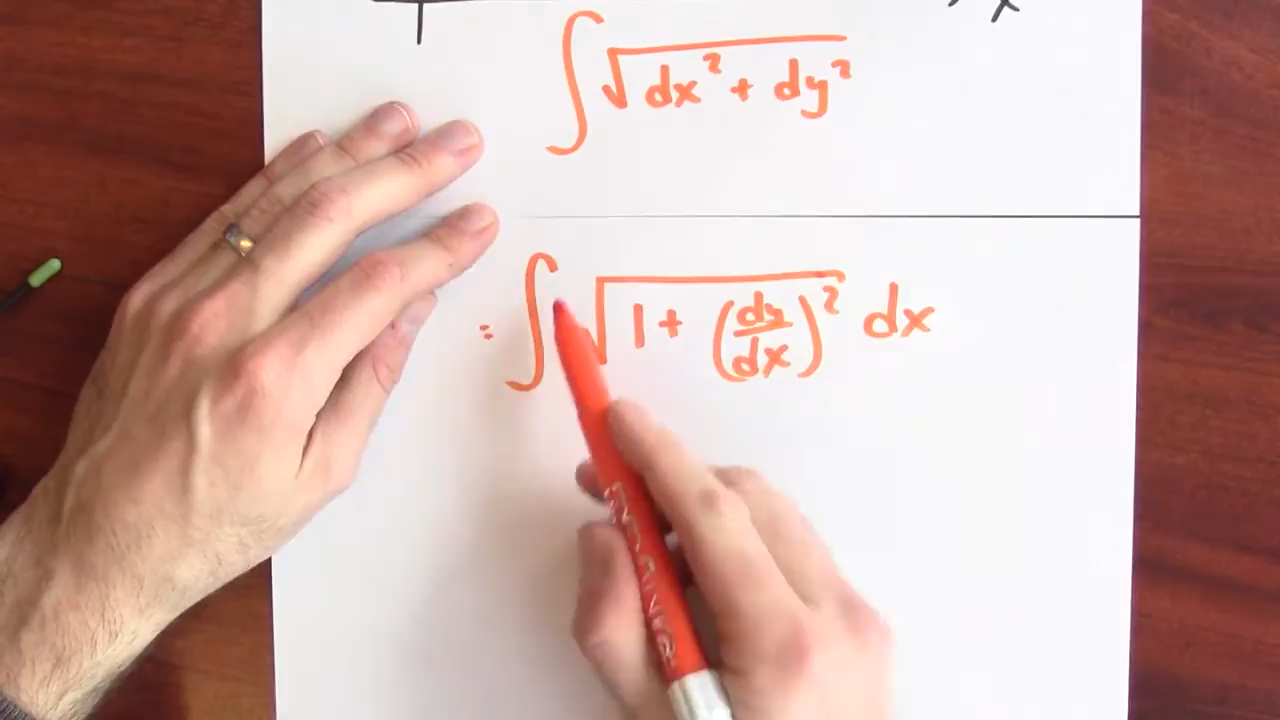 x
∫ √dx² + dy²
= ∫ √1 + (dy/dx)² dx